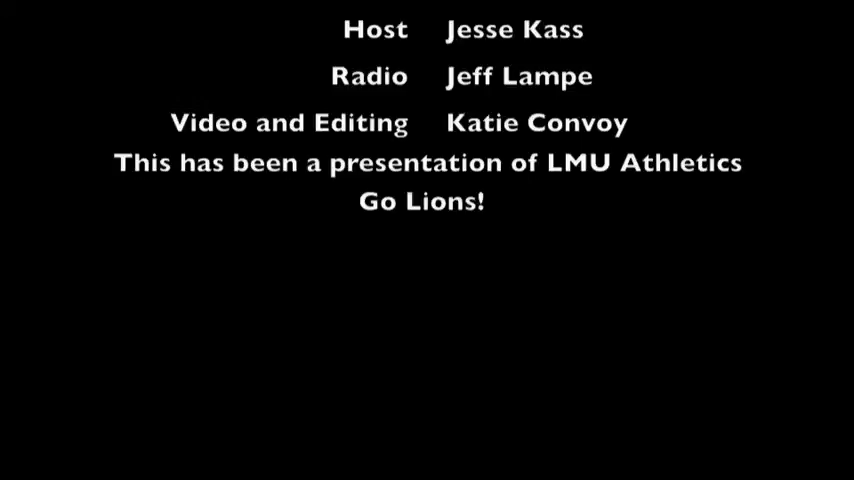 Host Jesse Kass
Radio Jeff Lampe
Video and Editing Katie Convoy
This has been a presentation of LMU Athletics
Go Lions!